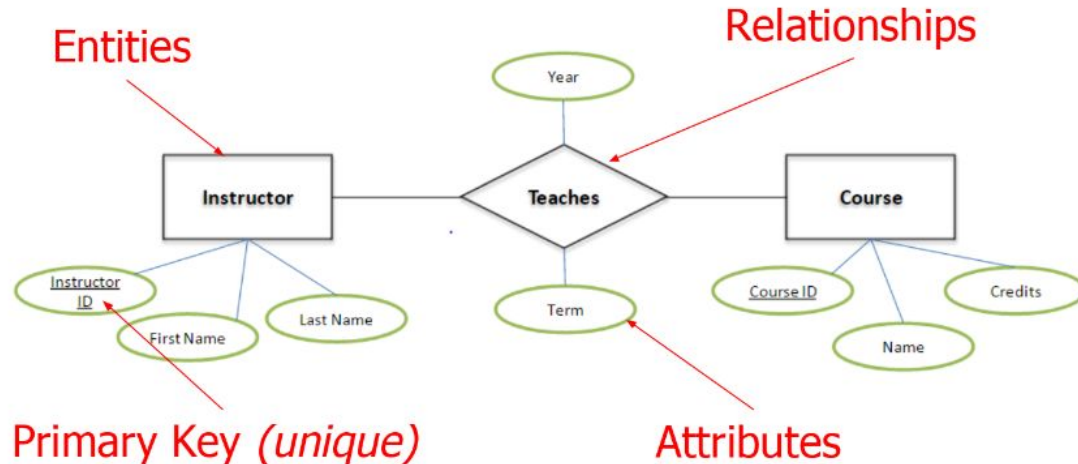 Entities
Relationships
Year
Instructor
Teaches
Course
Instructor
ID
First Name
Last Name
Term
Course ID
Name
Credits
Primary Key (unique)
Attributes